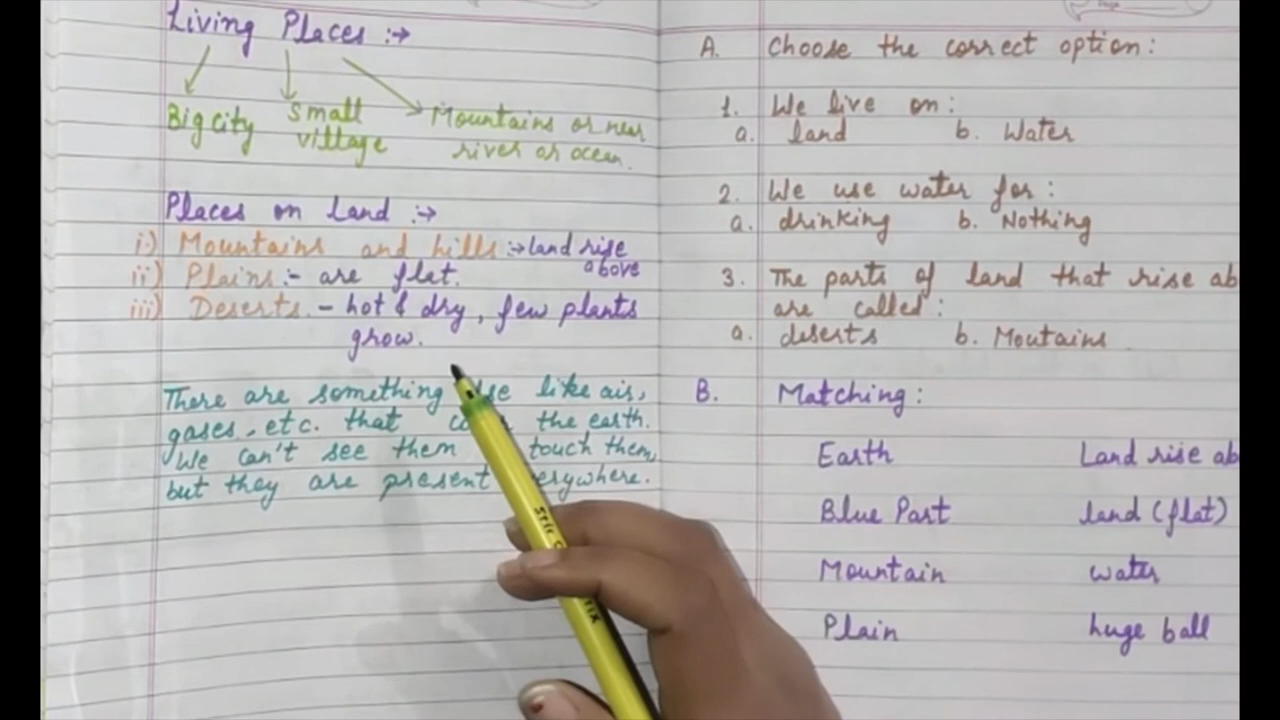 Living Places :→
Big city
Small village
Mountains or near river or ocean.
Places on Land :→
i) Mountains and hills :→ land rise above
ii) Plains :- are flat.
iii) Deserts - hot & dry, few plants
grow.
There are something like air,
gases, etc. that the earth.
We can't see them touch them,
but they are present
A. Choose the correct option :
1. We live on :
a. land b. Water
2. We use water for :
a. drinking b. Nothing
3. The parts of land that rise ab
are called :
a. deserts b. Moutains
B. Matching :
Earth Land rise ab
Blue Part land (flat)
Mountain water
Plain huge ball